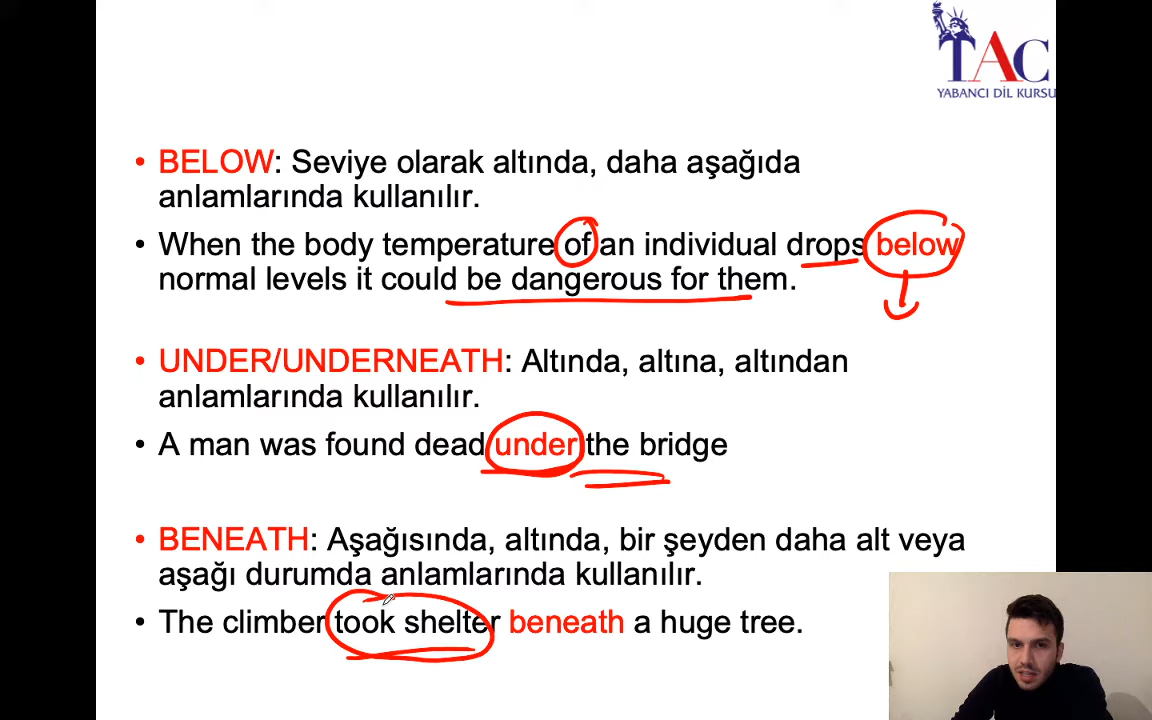 TAC
YABANCI DİL KURSU
• BELOW: Seviye olarak altında, daha aşağıda
anlamlarında kullanılır.
• When the body temperature of an individual drops below
normal levels it could be dangerous for them.
• UNDER/UNDERNEATH: Altında, altına, altından
anlamlarında kullanılır.
• A man was found dead under the bridge
• BENEATH: Aşağısında, altında, bir şeyden daha alt veya
aşağı durumda anlamlarında kullanılır.
• The climber took shelter beneath a huge tree.